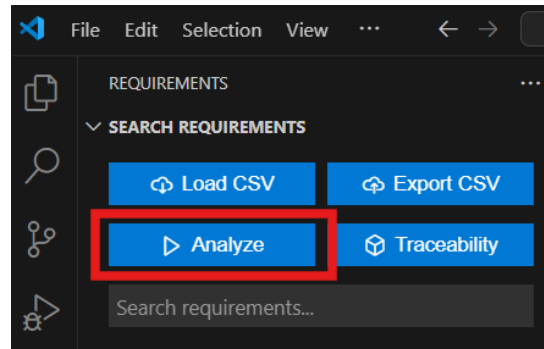 File Edit Selection View ...
REQUIREMENTS ...
SEARCH REQUIREMENTS
Load CSV Export CSV
Analyze Traceability
Search requirements...